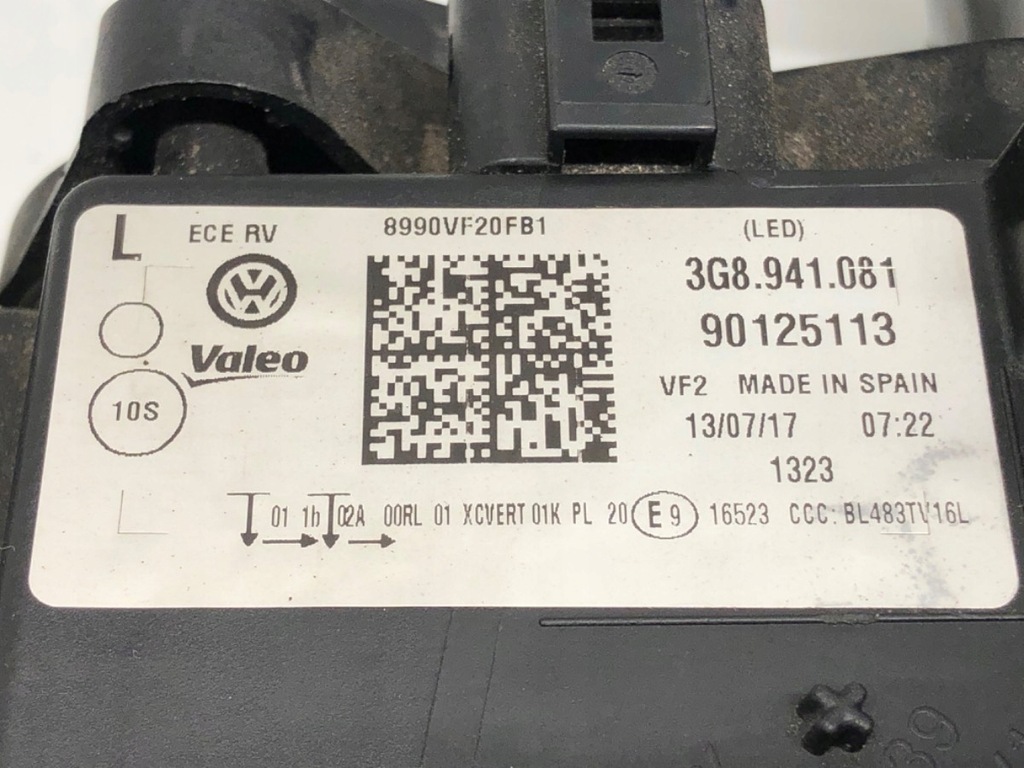 L ECE RV 8990VF20FB1 (LED)
3G8.941.081
90125113
Valeo
VF2 MADE IN SPAIN
10S
13/07/17 07:22
1323
01 1b 02A 00RL 01 XCVERT 01K PL 20 E9 16523 CCC: BL483TV16L
39